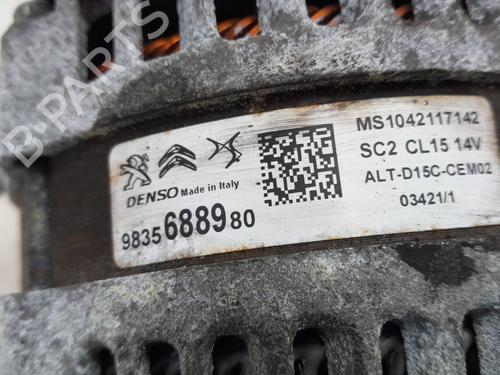 B-PARTS
DENSO Made in Italy
9835688980
MS1042117142
SC2 CL15 14V
ALT-D15C-CEM02
03421/1